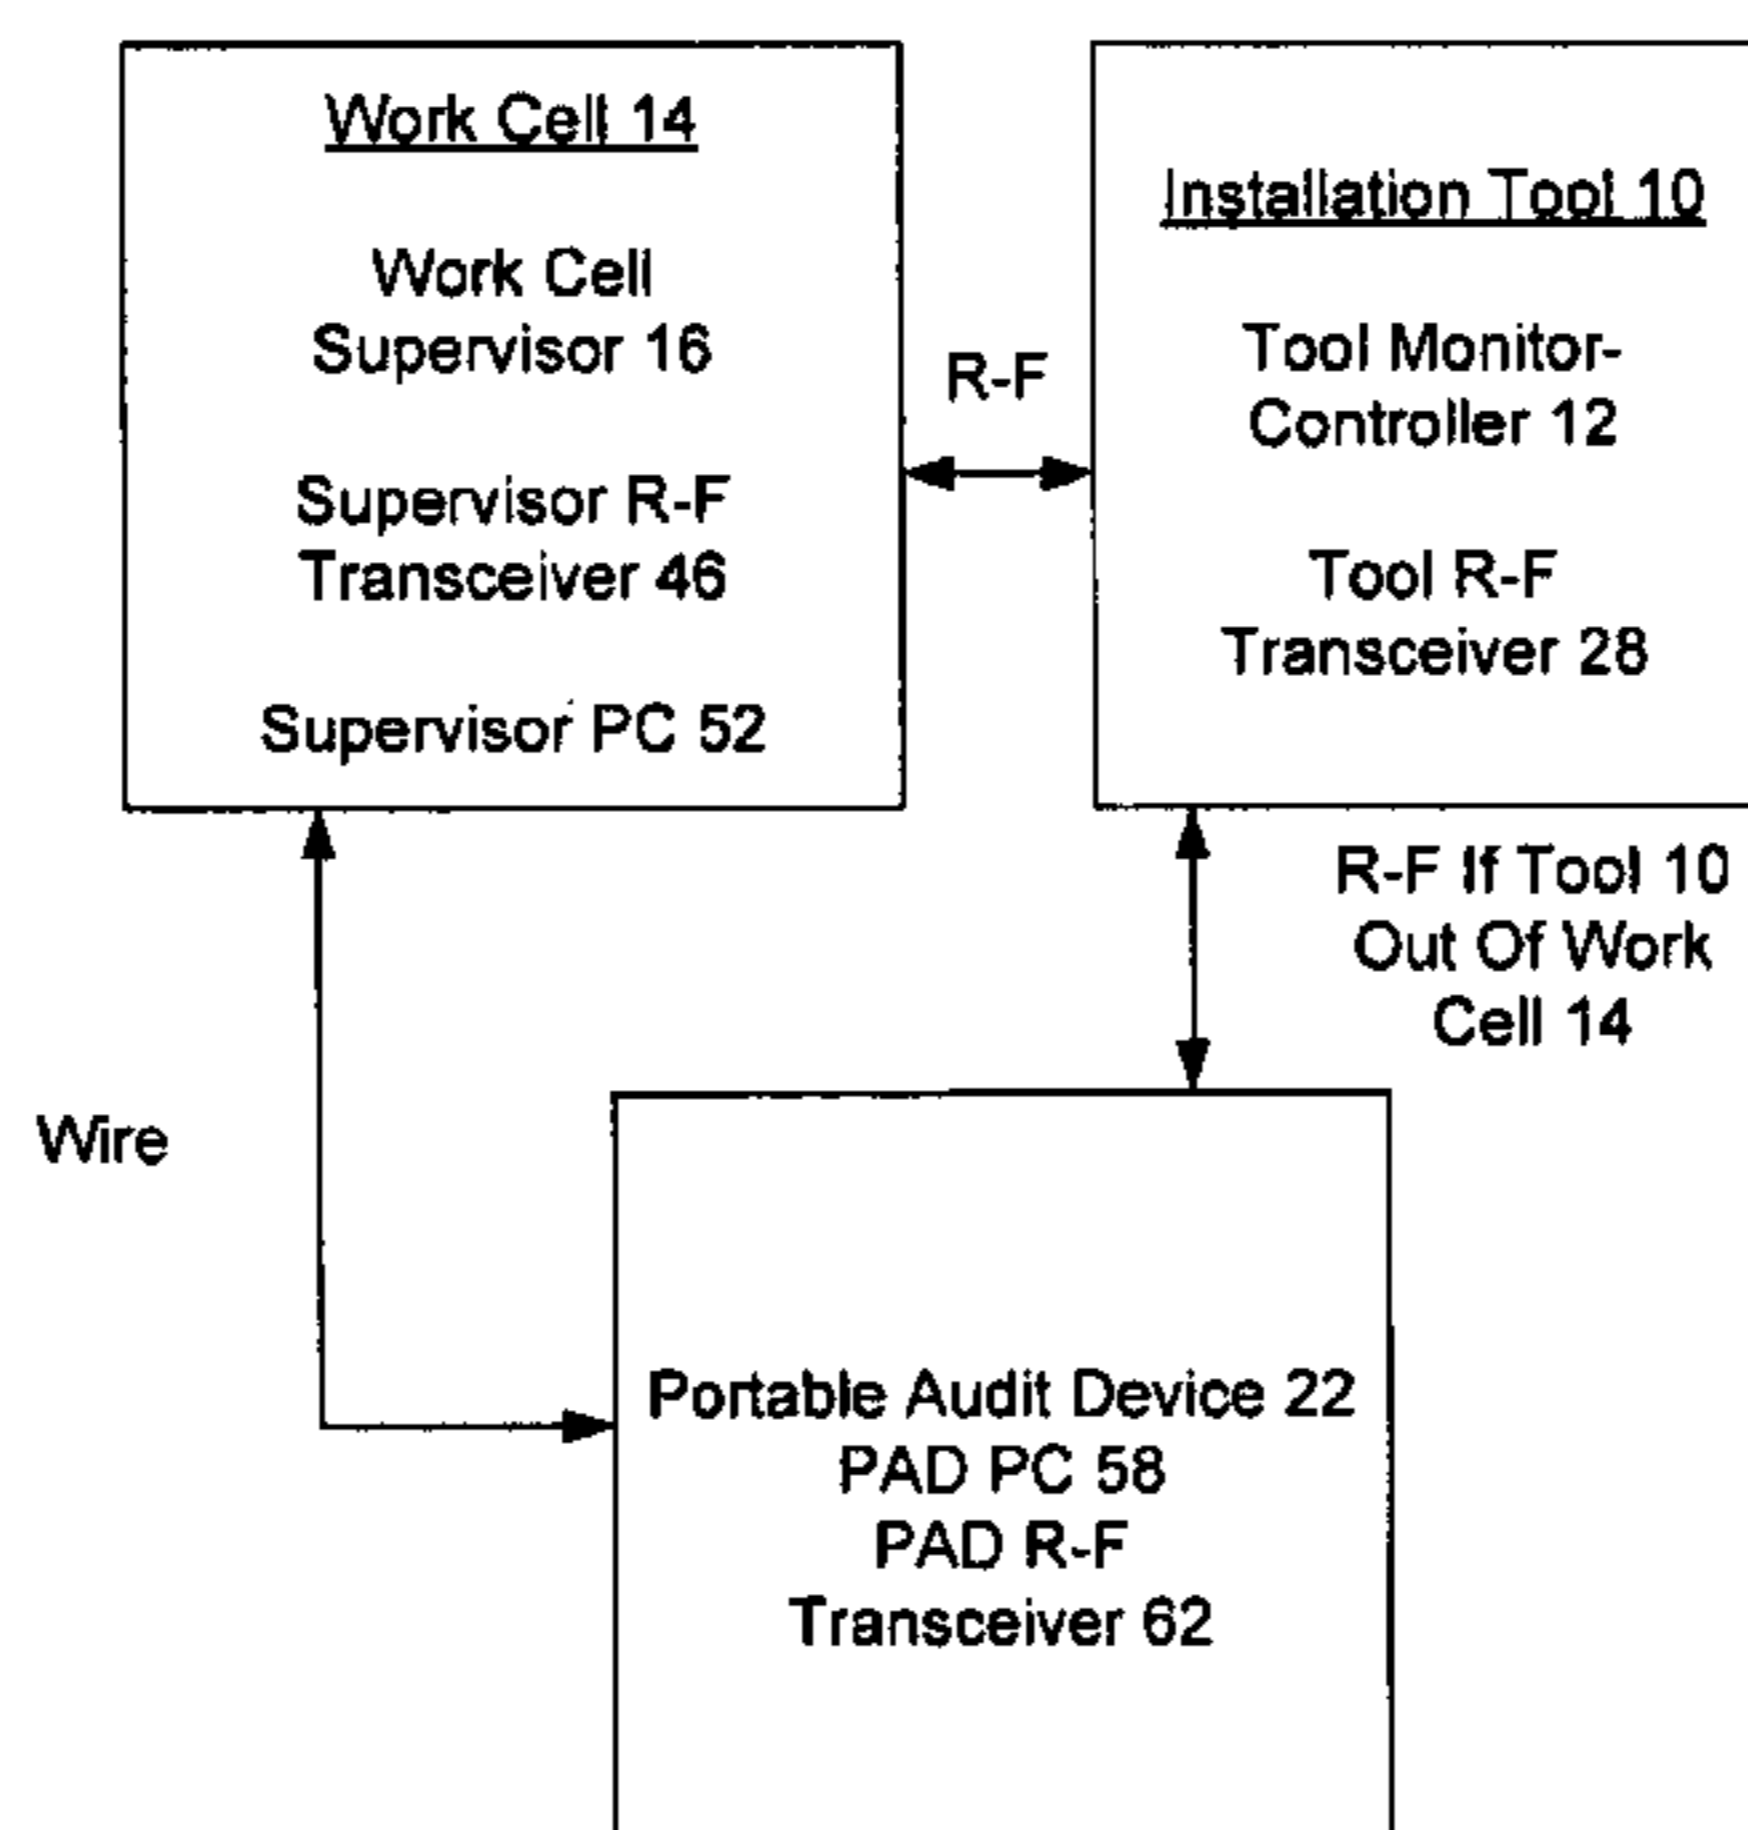 Work Cell 14
Work Cell
Supervisor 16
Supervisor R-F
Transceiver 46
Supervisor PC 52
R-F
Installation Tool 10
Tool Monitor-
Controller 12
Tool R-F
Transceiver 28
R-F If Tool 10
Out Of Work
Cell 14
Wire
Portable Audit Device 22
PAD PC 58
PAD R-F
Transceiver 62